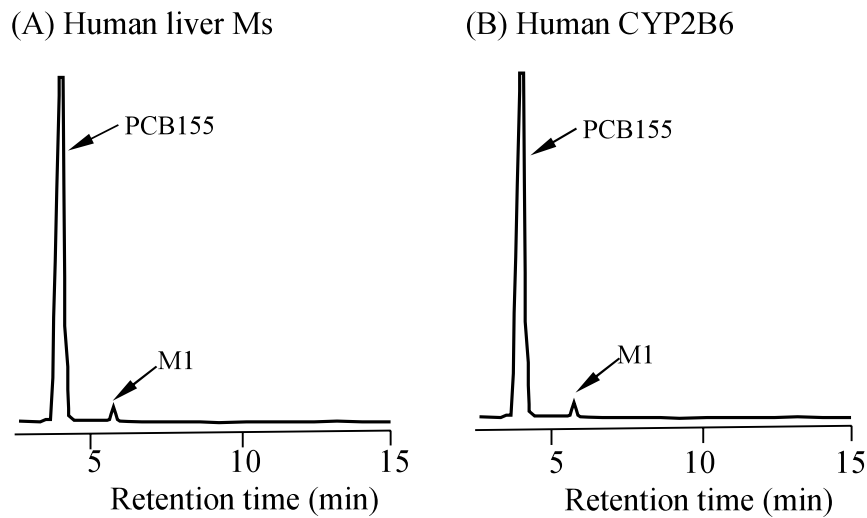 (A) Human liver Ms
PCB155
M1
5 10 15
Retention time (min)
(B) Human CYP2B6
PCB155
M1
5 10 15
Retention time (min)